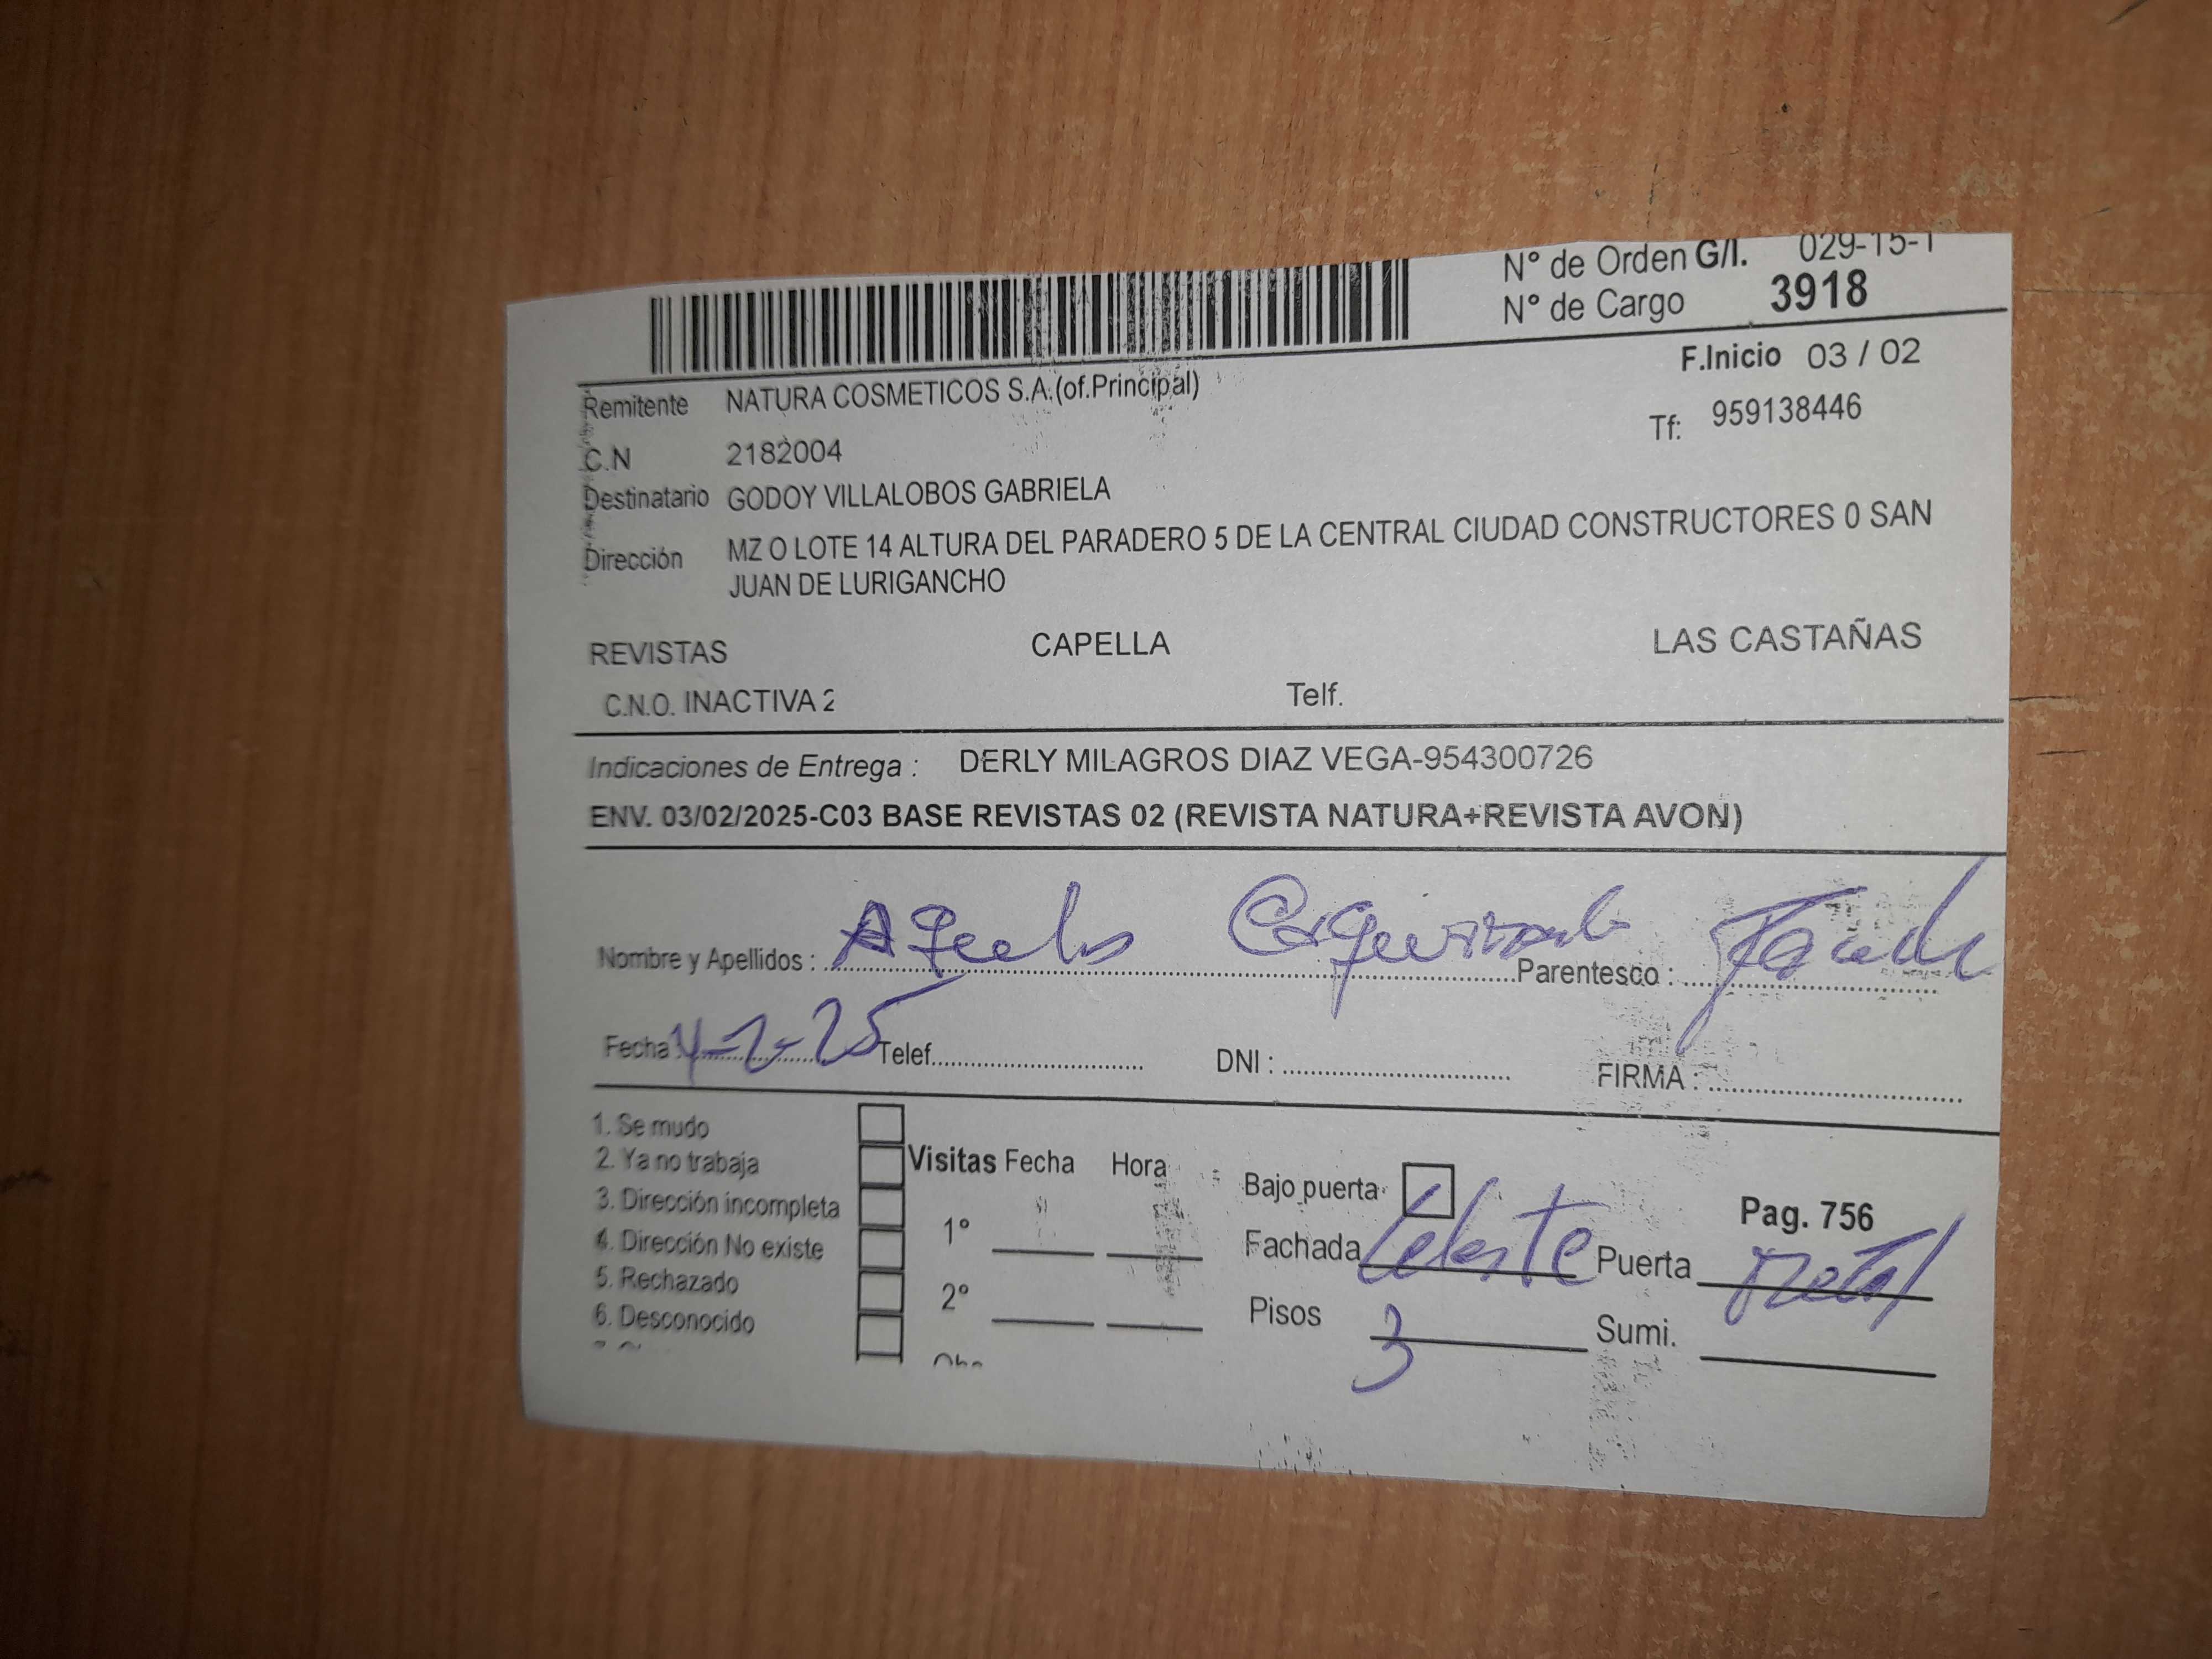 N° de Orden G/I. 029-15-1
N° de Cargo 3918
F.Inicio 03 / 02
Remitente NATURA COSMETICOS S.A.(of.Principal)
Tf: 959138446
C.N 2182004
Destinatario GODOY VILLALOBOS GABRIELA
Dirección MZ O LOTE 14 ALTURA DEL PARADERO 5 DE LA CENTRAL CIUDAD CONSTRUCTORES 0 SAN
JUAN DE LURIGANCHO
REVISTAS CAPELLA LAS CASTAÑAS
C.N.O. INACTIVA 2 Telf.
Indicaciones de Entrega : DERLY MILAGROS DIAZ VEGA-954300726
ENV. 03/02/2025-C03 BASE REVISTAS 02 (REVISTA NATURA+REVISTA AVON)
Nombre y Apellidos : Parentesco :
Fecha: 4-2-25 Telef. DNI : FIRMA :
1. Se mudo
2. Ya no trabaja
3. Dirección incompleta
4. Dirección No existe
5. Rechazado
6. Desconocido
Visitas Fecha Hora
1°
2°
Bajo puerta
Pag. 756
Fachada Celeste Puerta Metal
Pisos 3 Sumi.